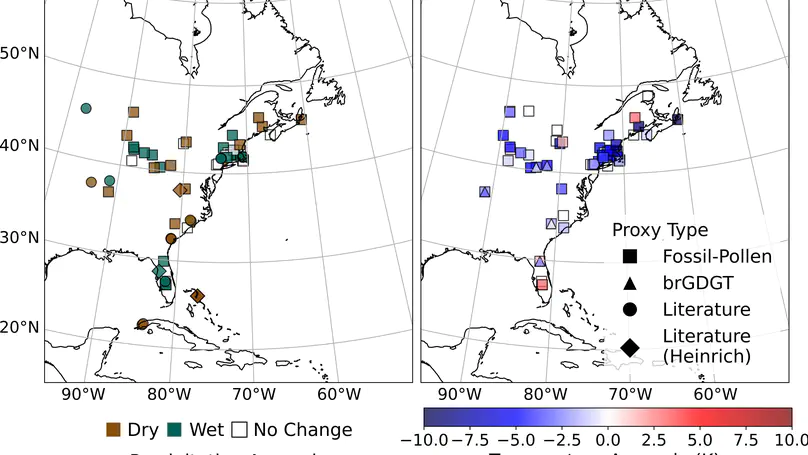 50°N
40°N
30°N
20°N
90°W 80°W 70°W 60°W
90°W 80°W 70°W 60°W
Proxy Type
Fossil-Pollen
brGDGT
Literature
Literature
(Heinrich)
Dry Wet No Change
−10.0 −7.5 −5.0 −2.5 0.0 2.5 5.0 7.5 10.0